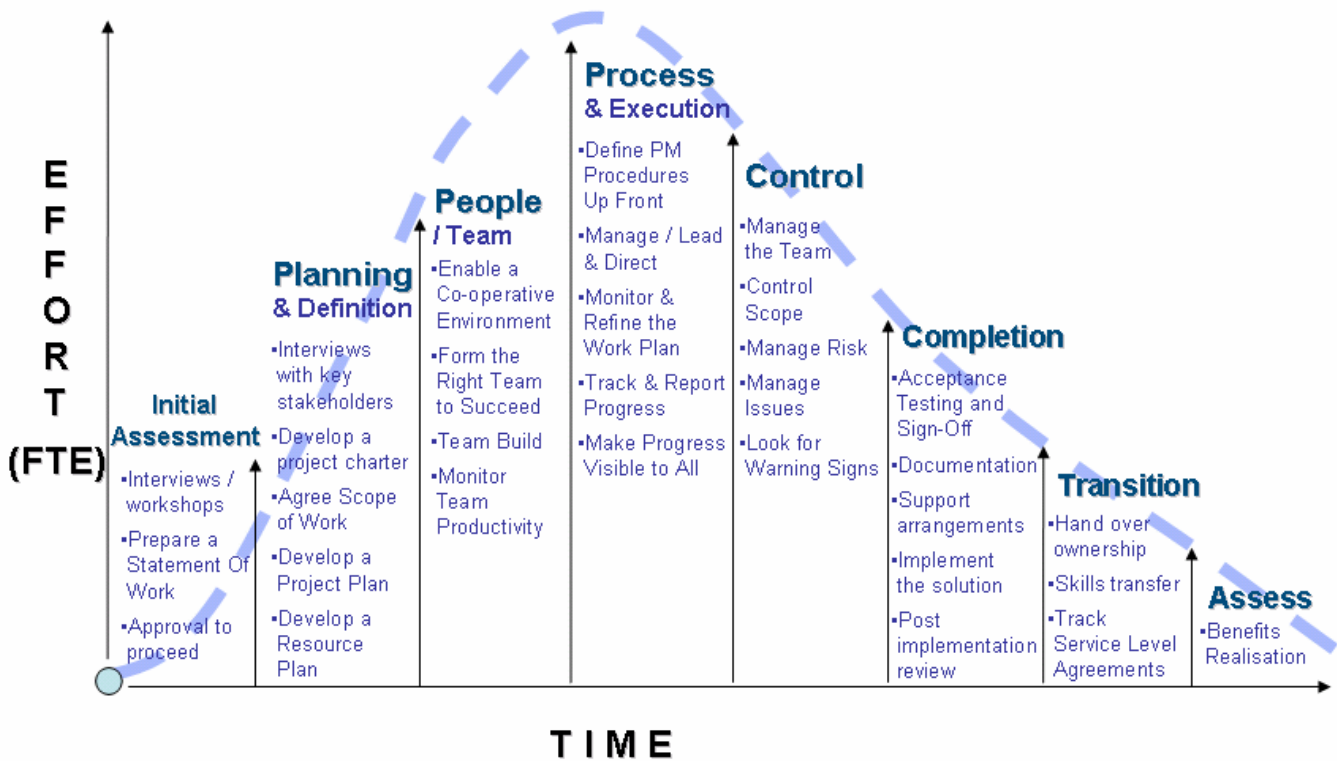 E
F
F
O
R
T
(FTE)
Initial
Assessment
▪Interviews /
workshops
▪Prepare a
Statement Of
Work
▪Approval to
proceed
Planning
& Definition
▪Interviews
with key
stakeholders
▪Develop a
project charter
▪Agree Scope
of Work
▪Develop a
Project Plan
▪Develop a
Resource
Plan
People
/ Team
▪Enable a
Co-operative
Environment
▪Form the
Right Team
to Succeed
▪Team Build
▪Monitor
Team
Productivity
Process
& Execution
▪Define PM
Procedures
Up Front
▪Manage / Lead
& Direct
▪Monitor &
Refine the
Work Plan
▪Track & Report
Progress
▪Make Progress
Visible to All
Control
▪Manage
the Team
▪Control
Scope
▪Manage Risk
▪Manage
Issues
▪Look for
Warning Signs
Completion
▪Acceptance
Testing and
Sign-Off
▪Documentation
▪Support
arrangements
▪Implement
the solution
▪Post
implementation
review
Transition
▪Hand over
ownership
▪Skills transfer
▪Track
Service Level
Agreements
Assess
▪Benefits
Realisation
T I M E